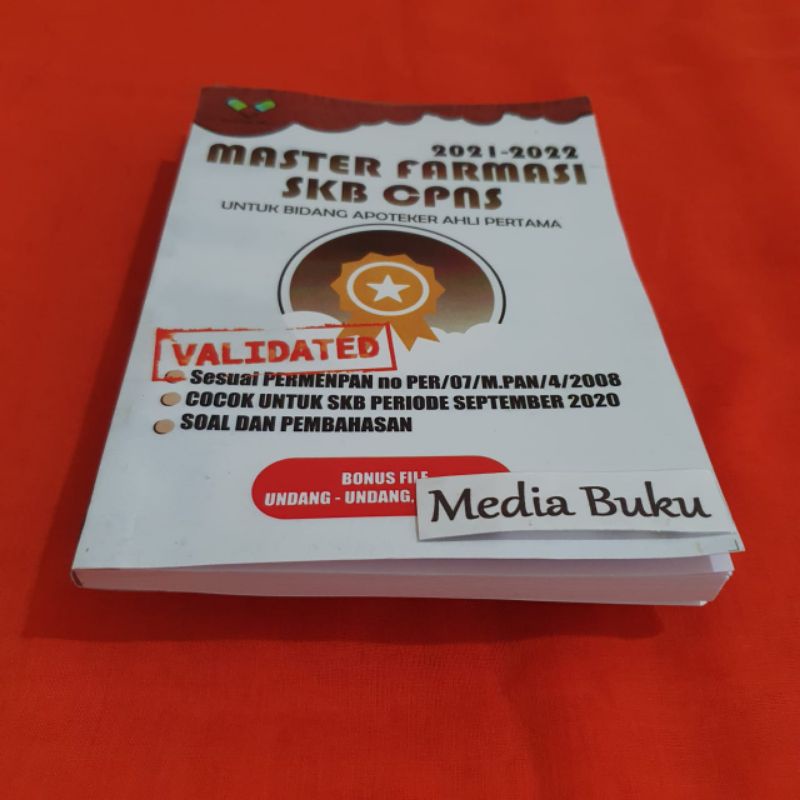 2021-2022
MASTER FARMASI
SKB CPNS
UNTUK BIDANG APOTEKER AHLI PERTAMA
VALIDATED
Sesuai PERMENPAN no PER/07/M.PAN/4/2008
COCOK UNTUK SKB PERIODE SEPTEMBER 2020
SOAL DAN PEMBAHASAN
BONUS FILE
UNDANG - UNDANG,
Media Buku